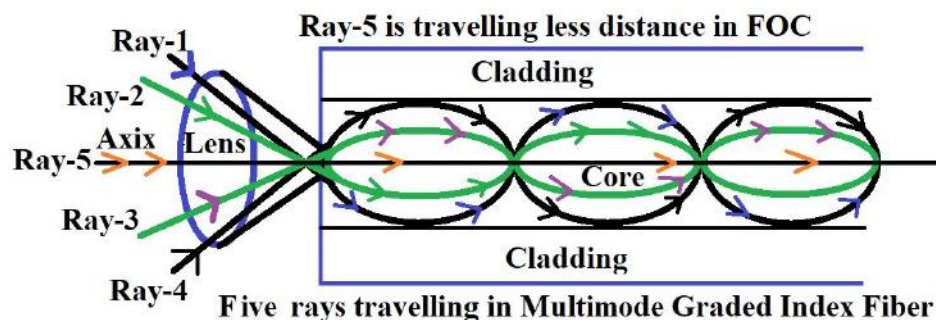 Ray-5 is travelling less distance in FOC
Ray-1
Cladding
Ray-2
Axix
Lens
Ray-5
Core
Ray-3
Cladding
Ray-4
Five rays travelling in Multimode Graded Index Fiber